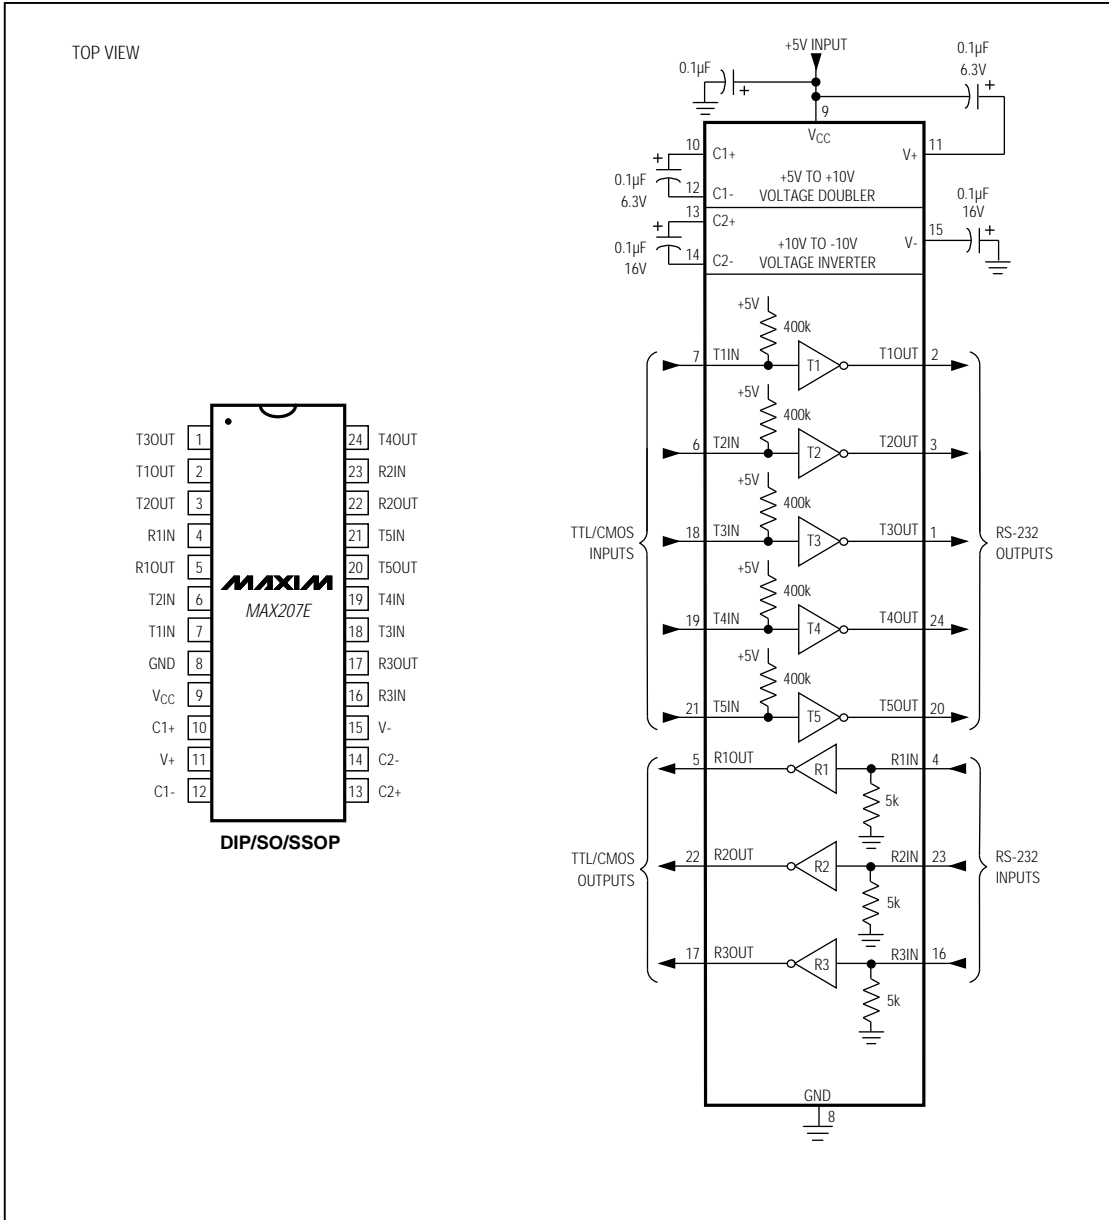 TOP VIEW
T3OUT 1
T1OUT 2
T2OUT 3
R1IN 4
R1OUT 5
T2IN 6
T1IN 7
GND 8
VCC 9
C1+ 10
V+ 11
C1- 12
24 T4OUT
23 R2IN
22 R2OUT
21 T5IN
20 T5OUT
19 T4IN
18 T3IN
17 R3OUT
16 R3IN
15 V-
14 C2-
13 C2+
MAXIM
MAX207E
DIP/SO/SSOP
+5V INPUT
0.1µF
+
0.1µF
6.3V
+
9
VCC
10 C1+
V+ 11
+
0.1µF
6.3V
12 C1-
+5V TO +10V
VOLTAGE DOUBLER
13 C2+
+
0.1µF
16V
14 C2-
+10V TO -10V
VOLTAGE INVERTER
V- 15
0.1µF
16V
+
TTL/CMOS
INPUTS
+5V
400k
7 T1IN T1 T1OUT 2
+5V
400k
6 T2IN T2 T2OUT 3
+5V
400k
18 T3IN T3 T3OUT 1
+5V
400k
19 T4IN T4 T4OUT 24
+5V
400k
21 T5IN T5 T5OUT 20
RS-232
OUTPUTS
TTL/CMOS
OUTPUTS
5 R1OUT R1 R1IN 4
5k
22 R2OUT R2 R2IN 23
5k
17 R3OUT R3 R3IN 16
5k
RS-232
INPUTS
GND
8